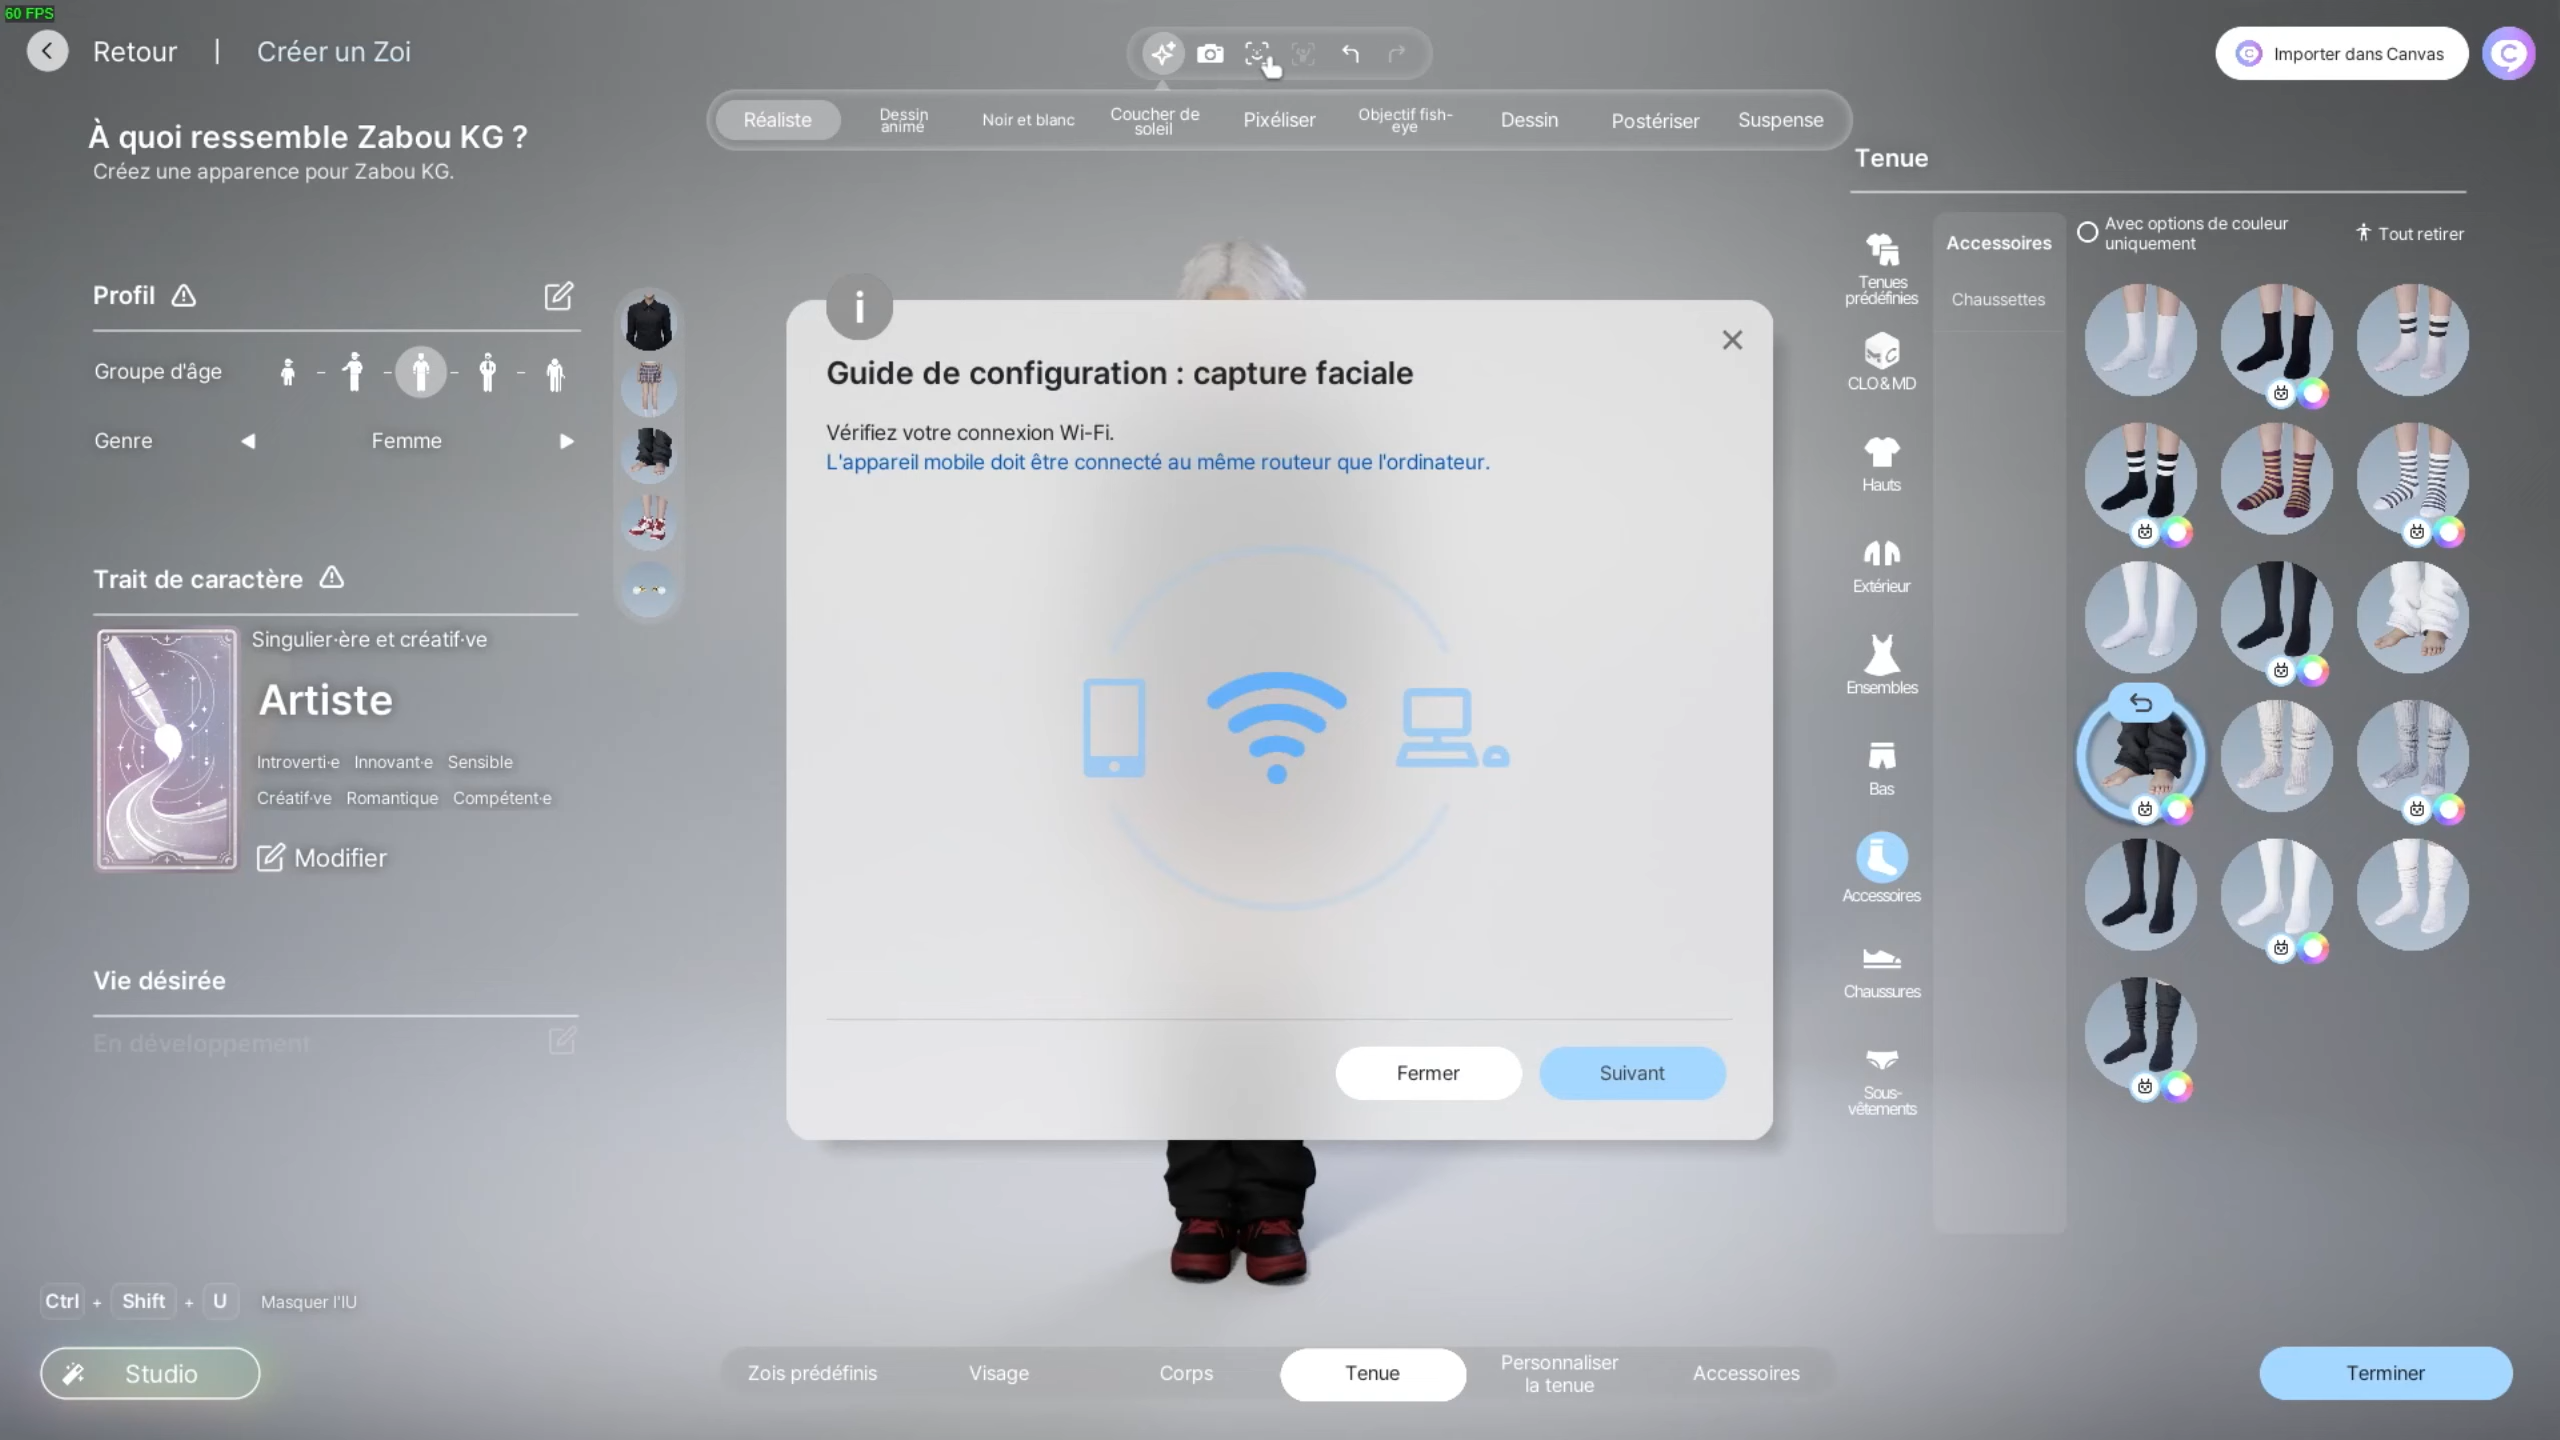 60 FPS
Retour | Créer un Zoi
Importer dans Canvas
À quoi ressemble Zabou KG ?
Créez une apparence pour Zabou KG.
Réaliste
Dessin
animé
Noir et blanc
Coucher de
soleil
Pixéliser
Objectif fish-
eye
Dessin
Postériser
Suspense
Profil
Groupe d'âge
Genre
Femme
Trait de caractère
Singulier·ère et créatif·ve
Artiste
Introverti·e Innovant·e Sensible
Créatif·ve Romantique Compétent·e
Modifier
Vie désirée
En développement
Ctrl + Shift + U Masquer l'IU
Studio
i
Guide de configuration : capture faciale
Vérifiez votre connexion Wi-Fi.
L'appareil mobile doit être connecté au même routeur que l'ordinateur.
Fermer
Suivant
Tenue
Tenues
prédéfinies
CLO&MD
Hauts
Extérieur
Ensembles
Bas
Accessoires
Chaussures
Sous-
vêtements
Accessoires
Chaussettes
Avec options de couleur
uniquement
Tout retirer
Zois prédéfinis
Visage
Corps
Tenue
Personnaliser
la tenue
Accessoires
Terminer